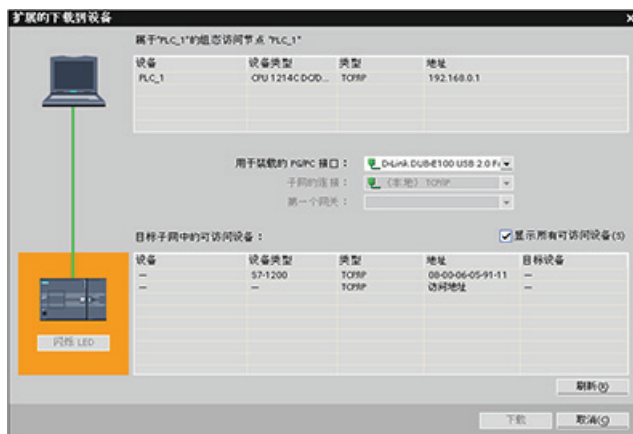 扩展的下载到设备
属于"PLC_1"的组态访问节点 "PLC_1"
设备 设备类型 类型 地址
PLC_1 CPU 1214C DC/D... TCP/IP 192.168.0.1
用于装载的 PG/PC 接口： D-Link DUB-E100 USB 2.0 Fa
子网的连接： （本地） TCP/IP
第一个网关：
目标子网中的可访问设备： 显示所有可访问设备(S)
设备 设备类型 类型 地址 目标设备
— S7-1200 TCP/IP 08-00-06-05-91-11 —
— — TCP/IP 访问地址 —
闪烁 LED
刷新(R)
下载 取消(C)